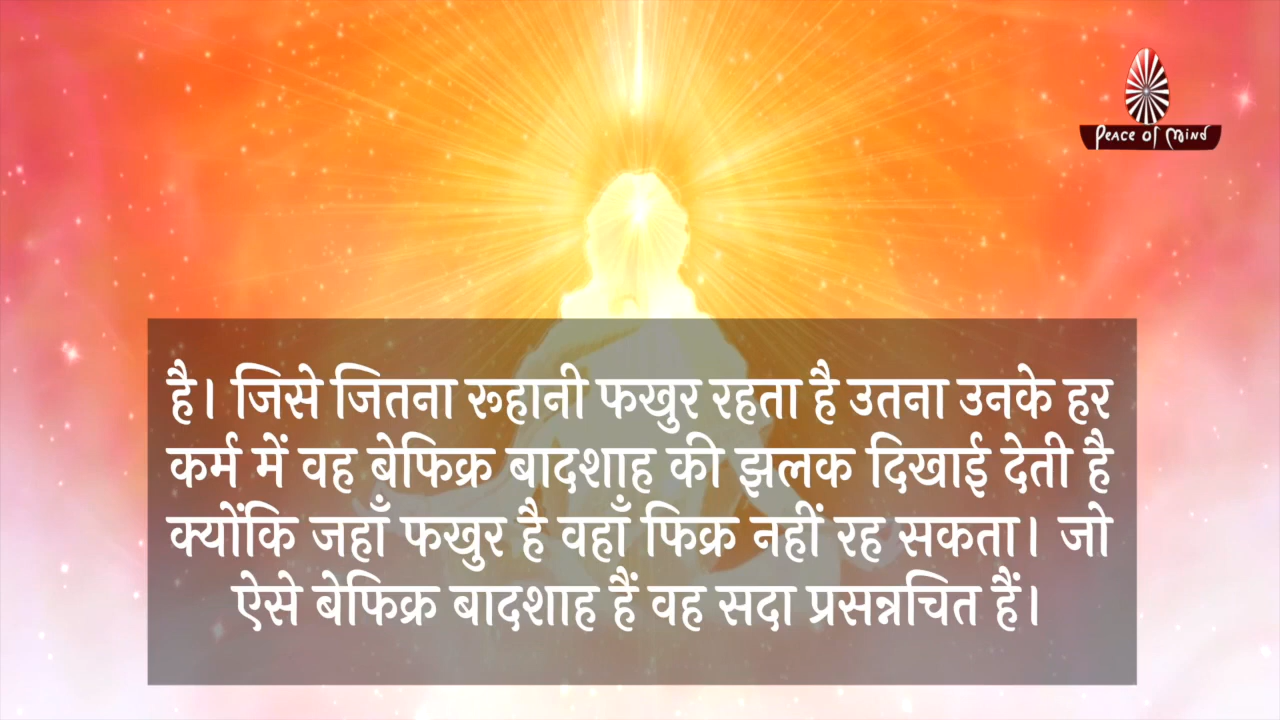 Peace of Mind
है। जिसे जितना रूहानी फखुर रहता है उतना उनके हर
कर्म में वह बेफिक्र बादशाह की झलक दिखाई देती है
क्योंकि जहाँ फखुर है वहाँ फिक्र नहीं रह सकता। जो
ऐसे बेफिक्र बादशाह हैं वह सदा प्रसन्नचित हैं।